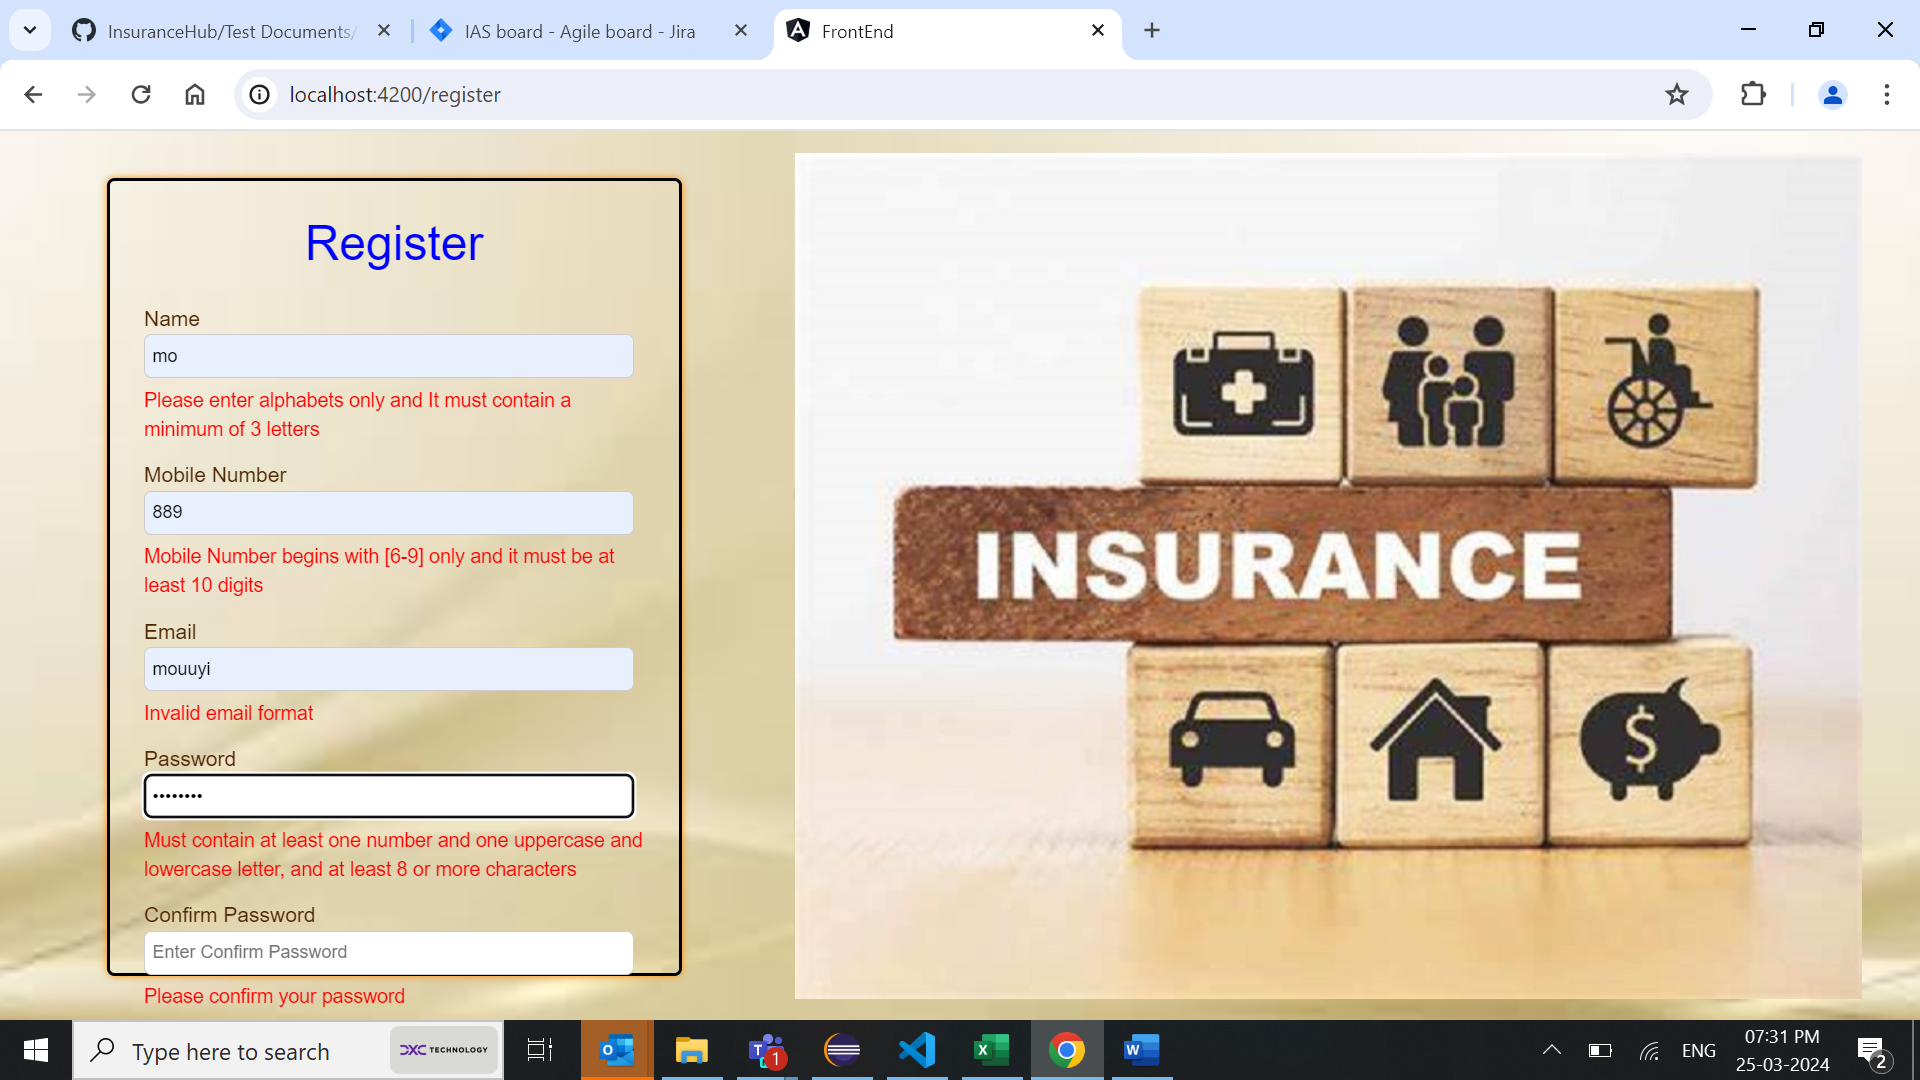 InsuranceHub/Test Documents/
IAS board - Agile board - Jira
FrontEnd
localhost:4200/register
Register
Name
mo
Please enter alphabets only and It must contain a
minimum of 3 letters
Mobile Number
889
Mobile Number begins with [6-9] only and it must be at
least 10 digits
Email
mouuyi
Invalid email format
Password
••••••••
Must contain at least one number and one uppercase and
lowercase letter, and at least 8 or more characters
Confirm Password
Enter Confirm Password
Please confirm your password
INSURANCE
$
Type here to search
DXC TECHNOLOGY
1
ENG
07:31 PM
25-03-2024
2